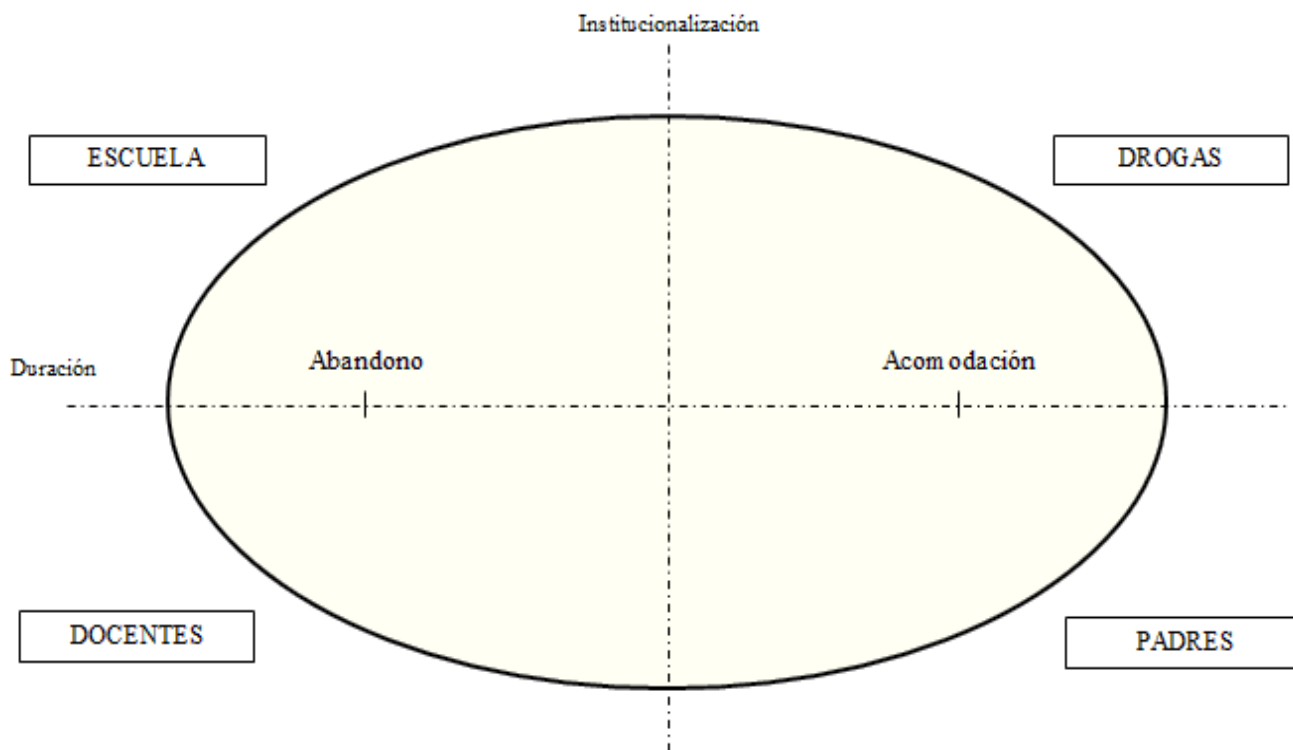 Institucionalización
ESCUELA
DROGAS
Duración
Abandono
Acomodación
DOCENTES
PADRES